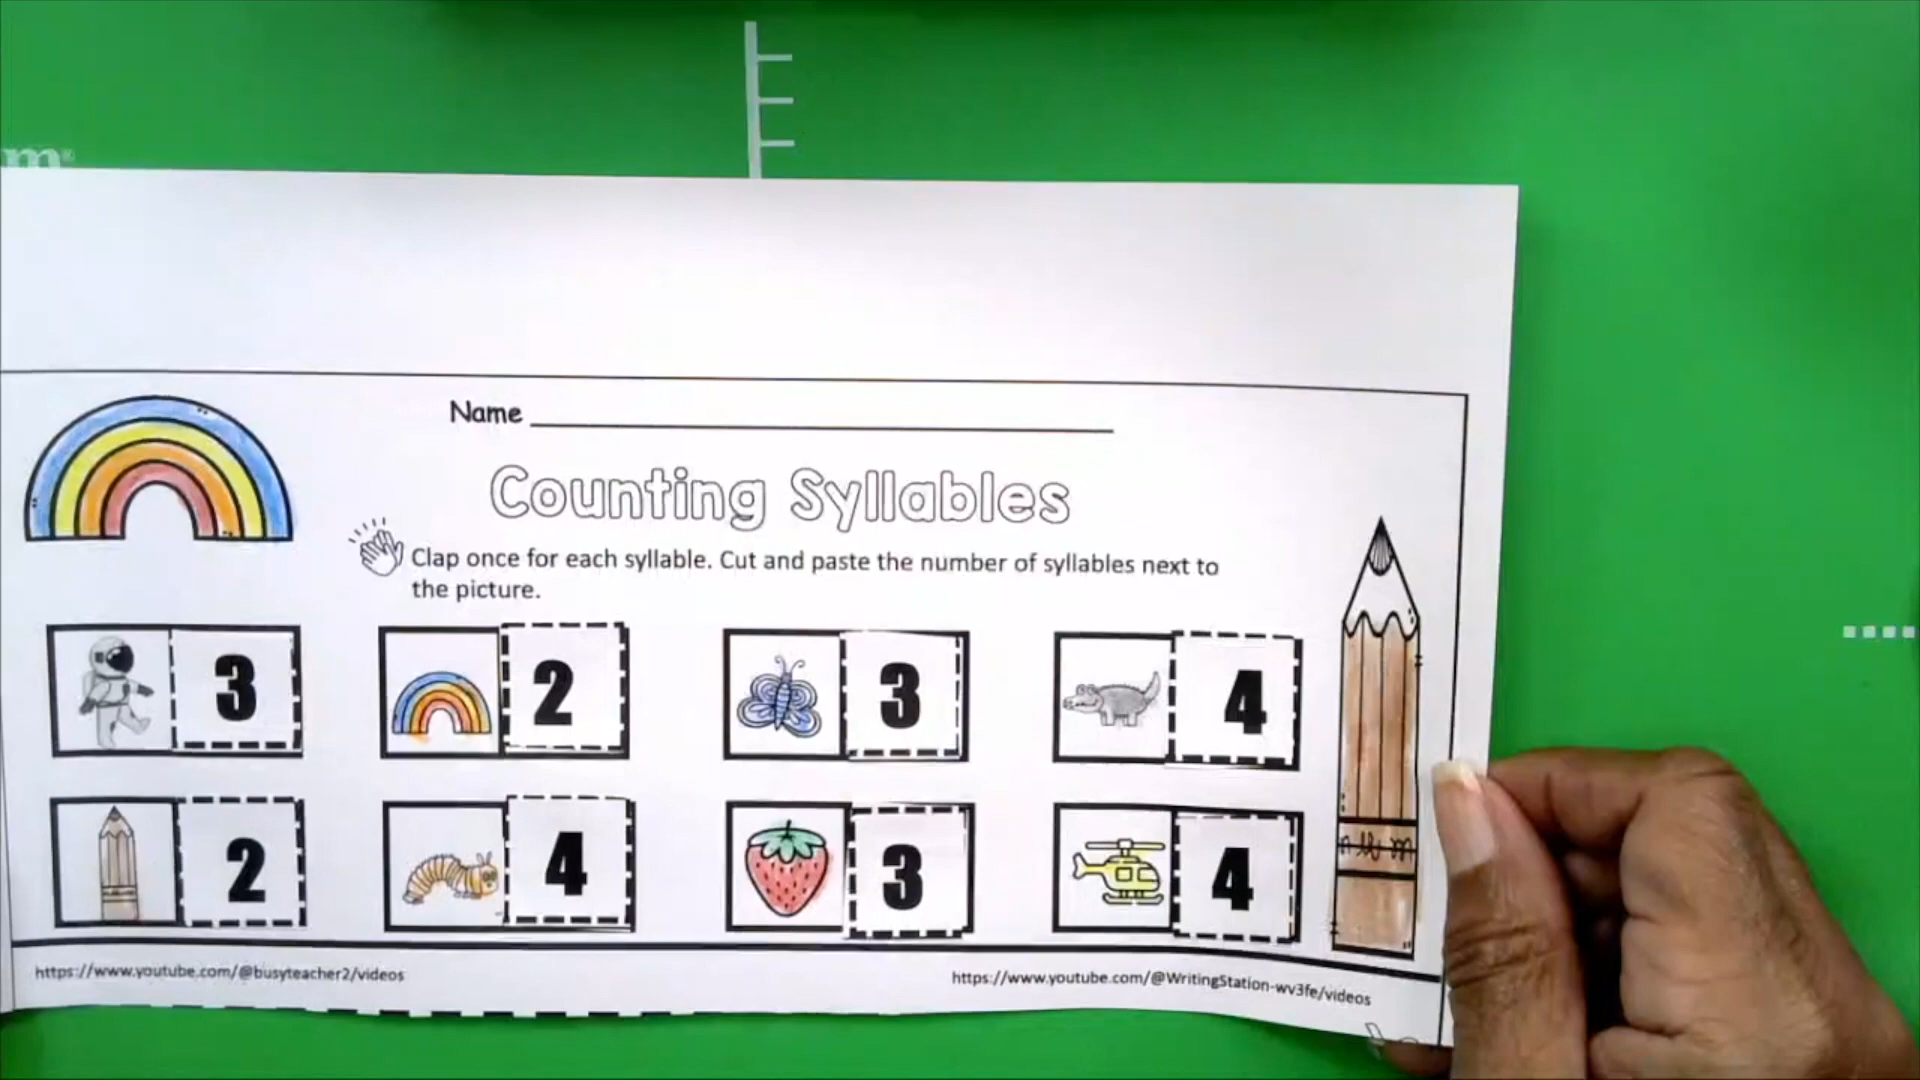 m®
Name
Counting Syllables
Clap once for each syllable. Cut and paste the number of syllables next to
the picture.
3 2 3 4
2 4 3 4
https://www.youtube.com/@busyteacher2/videos
https://www.youtube.com/@WritingStation-wv3fe/videos